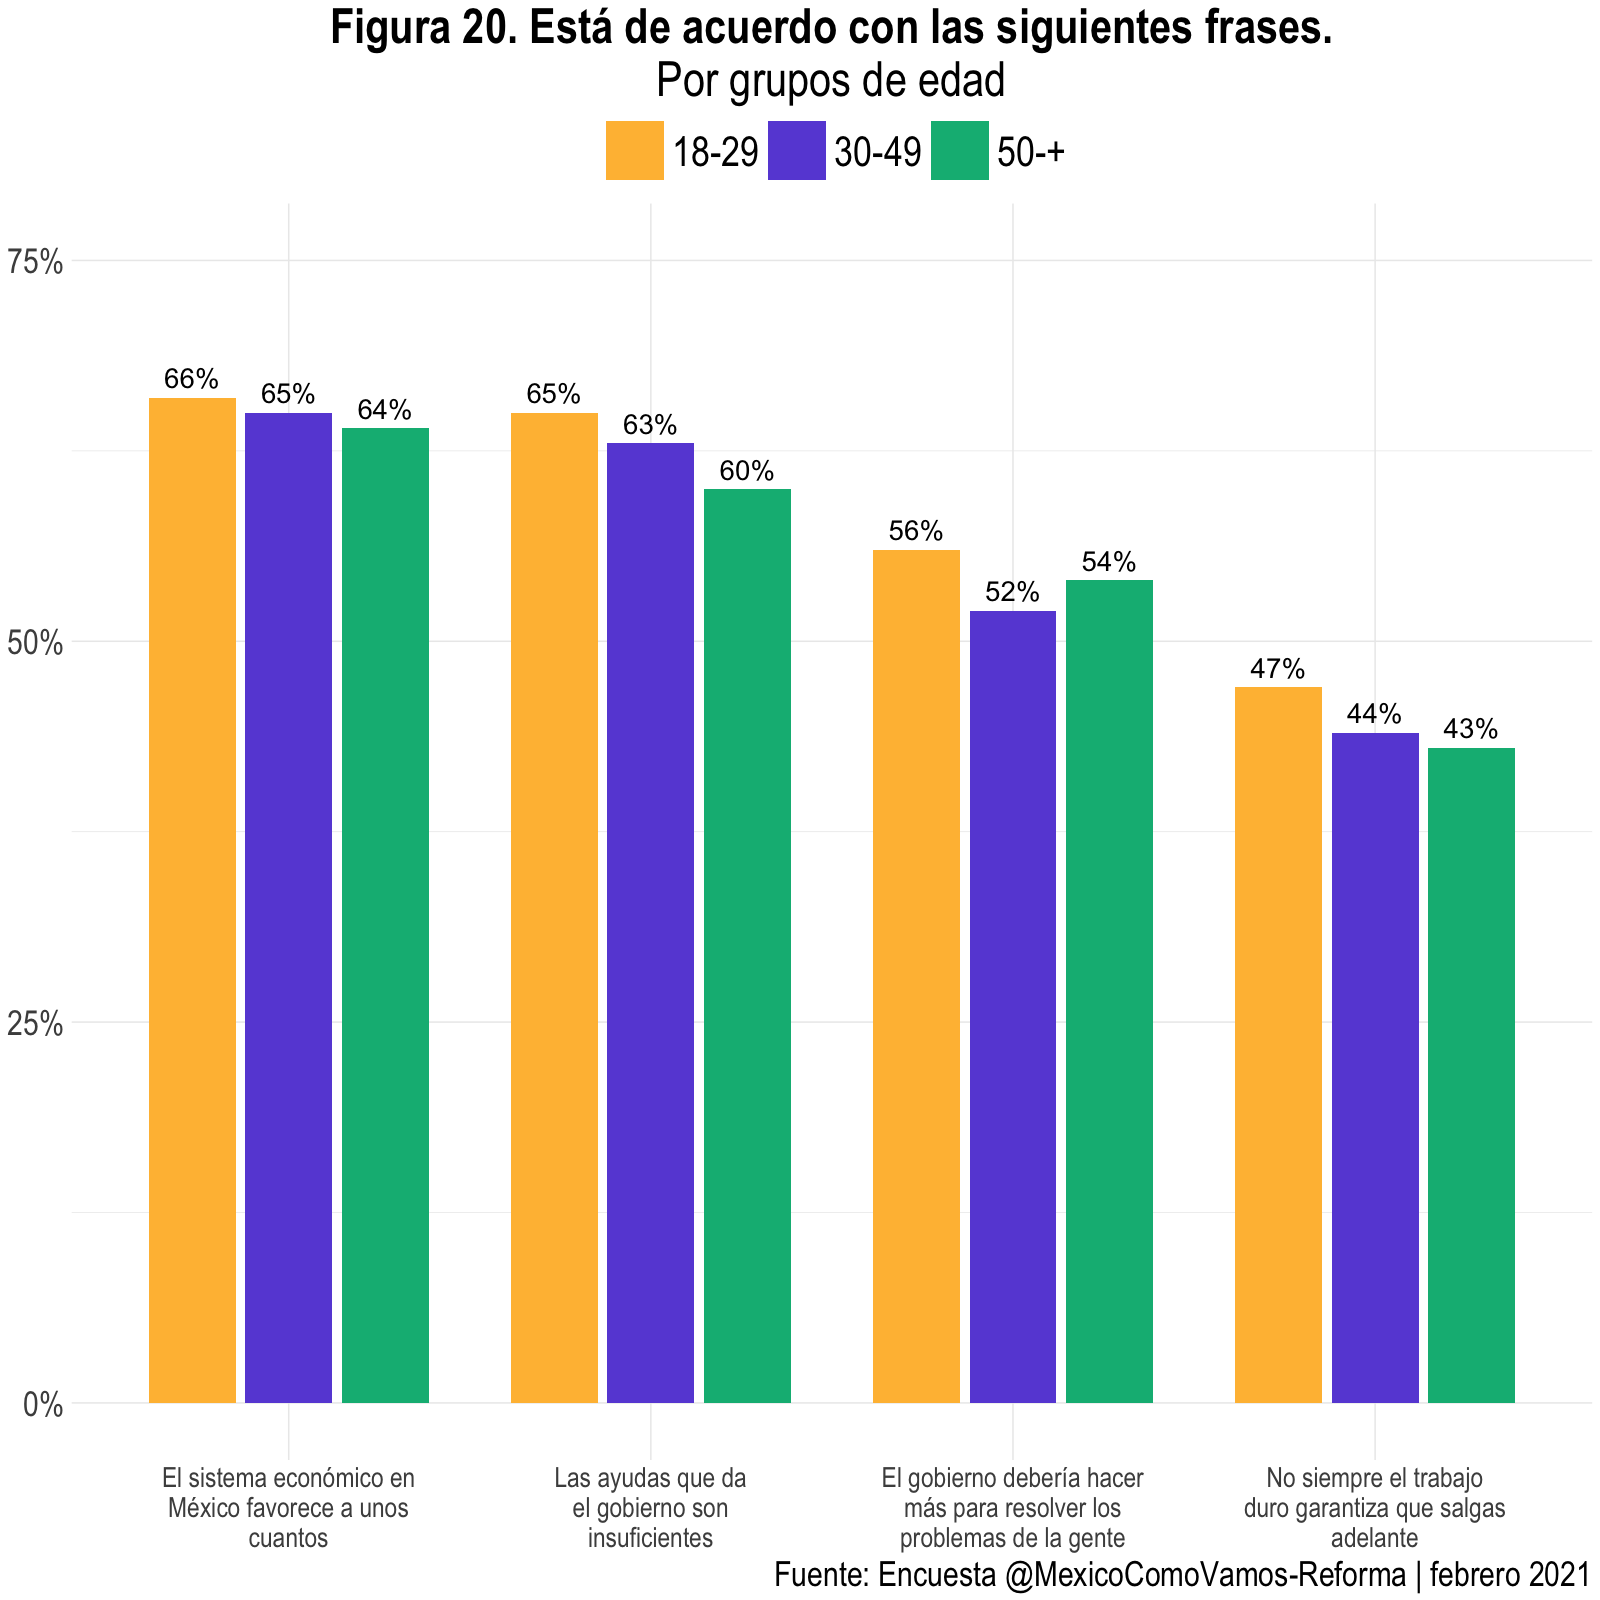 Figura 20. Está de acuerdo con las siguientes frases.
Por grupos de edad
18-29 30-49 50-+
75%
50%
25%
0%
66% 65% 64%
65% 63% 60%
56% 52% 54%
47% 44% 43%
El sistema económico en
México favorece a unos
cuantos
Las ayudas que da
el gobierno son
insuficientes
El gobierno debería hacer
más para resolver los
problemas de la gente
No siempre el trabajo
duro garantiza que salgas
adelante
Fuente: Encuesta @MexicoComoVamos-Reforma | febrero 2021